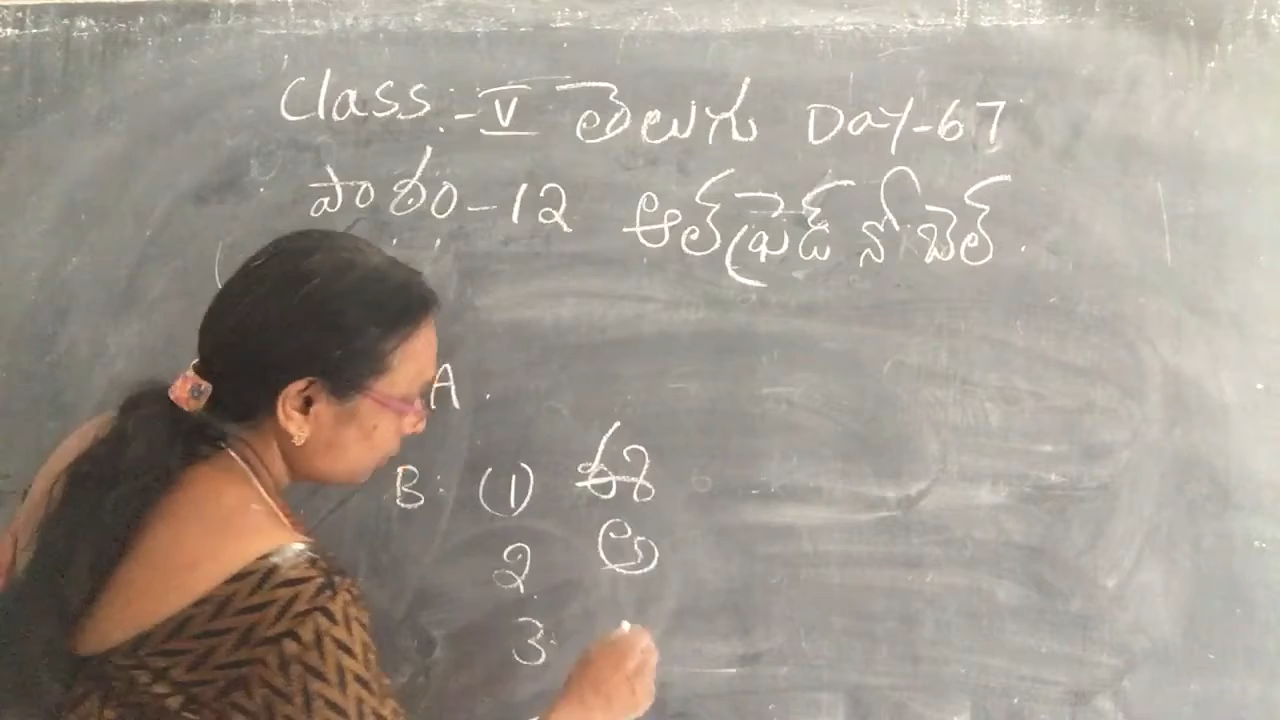 Class:- V తెలుగు Day-67
పాఠం-12 ఆల్‌ఫ్రెడ్ నోబెల్.
A.
B: (1) ఈ
2. అ
3.